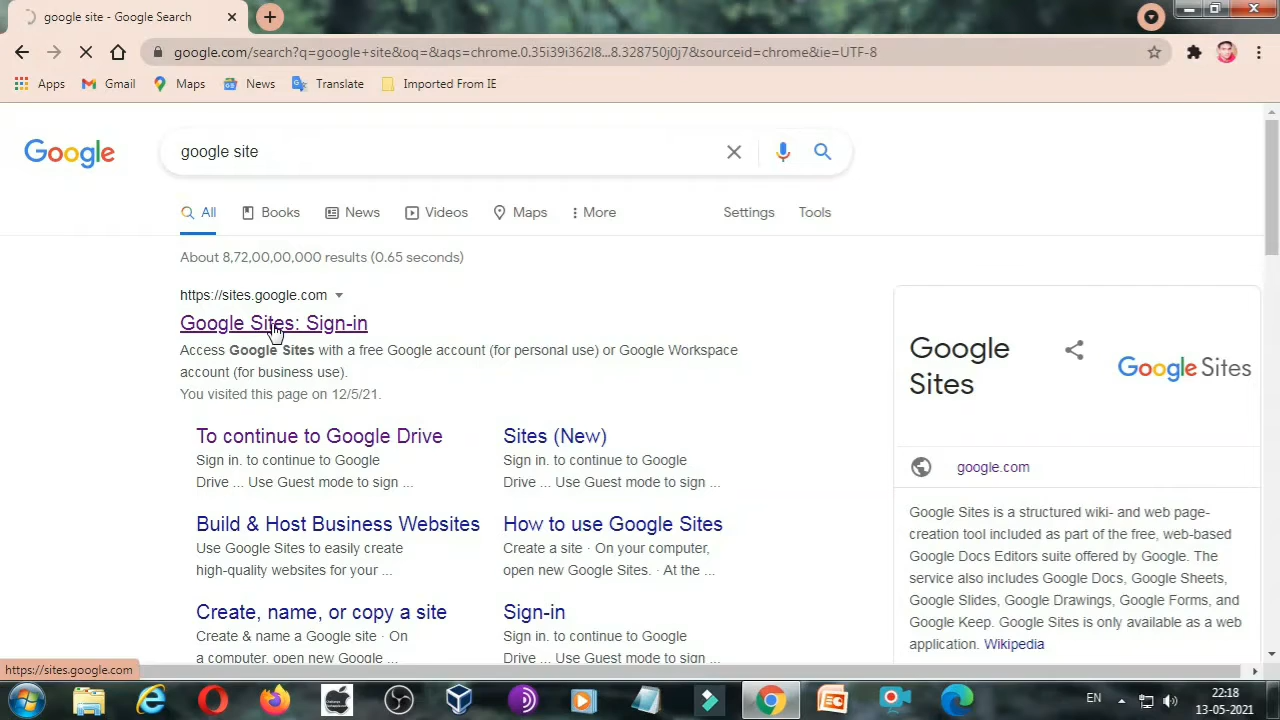 google site - Google Search
google.com/search?q=google+site&oq=&aqs=chrome.0.35i39i362l8...8.328750j0j7&sourceid=chrome&ie=UTF-8
Apps Gmail Maps News Translate Imported From IE
Google
google site
All Books News Videos Maps More Settings Tools
About 8,72,00,00,000 results (0.65 seconds)
https://sites.google.com
Google Sites: Sign-in
Access Google Sites with a free Google account (for personal use) or Google Workspace
account (for business use).
You visited this page on 12/5/21.
To continue to Google Drive
Sign in. to continue to Google
Drive ... Use Guest mode to sign ...
Sites (New)
Sign in. to continue to Google
Drive ... Use Guest mode to sign ...
Build & Host Business Websites
Use Google Sites to easily create
high-quality websites for your ...
How to use Google Sites
Create a site · On your computer,
open new Google Sites. · At the ...
Create, name, or copy a site
Create & name a Google site · On
a computer, open new Google ...
Sign-in
Sign in. to continue to Google
Drive ... Use Guest mode to sign ...
Google
Sites
Google Sites
google.com
Google Sites is a structured wiki- and web page-
creation tool included as part of the free, web-based
Google Docs Editors suite offered by Google. The
service also includes Google Docs, Google Sheets,
Google Slides, Google Drawings, Google Forms, and
Google Keep. Google Sites is only available as a web
application. Wikipedia
https://sites.google.com
EN
22:18
13-05-2021